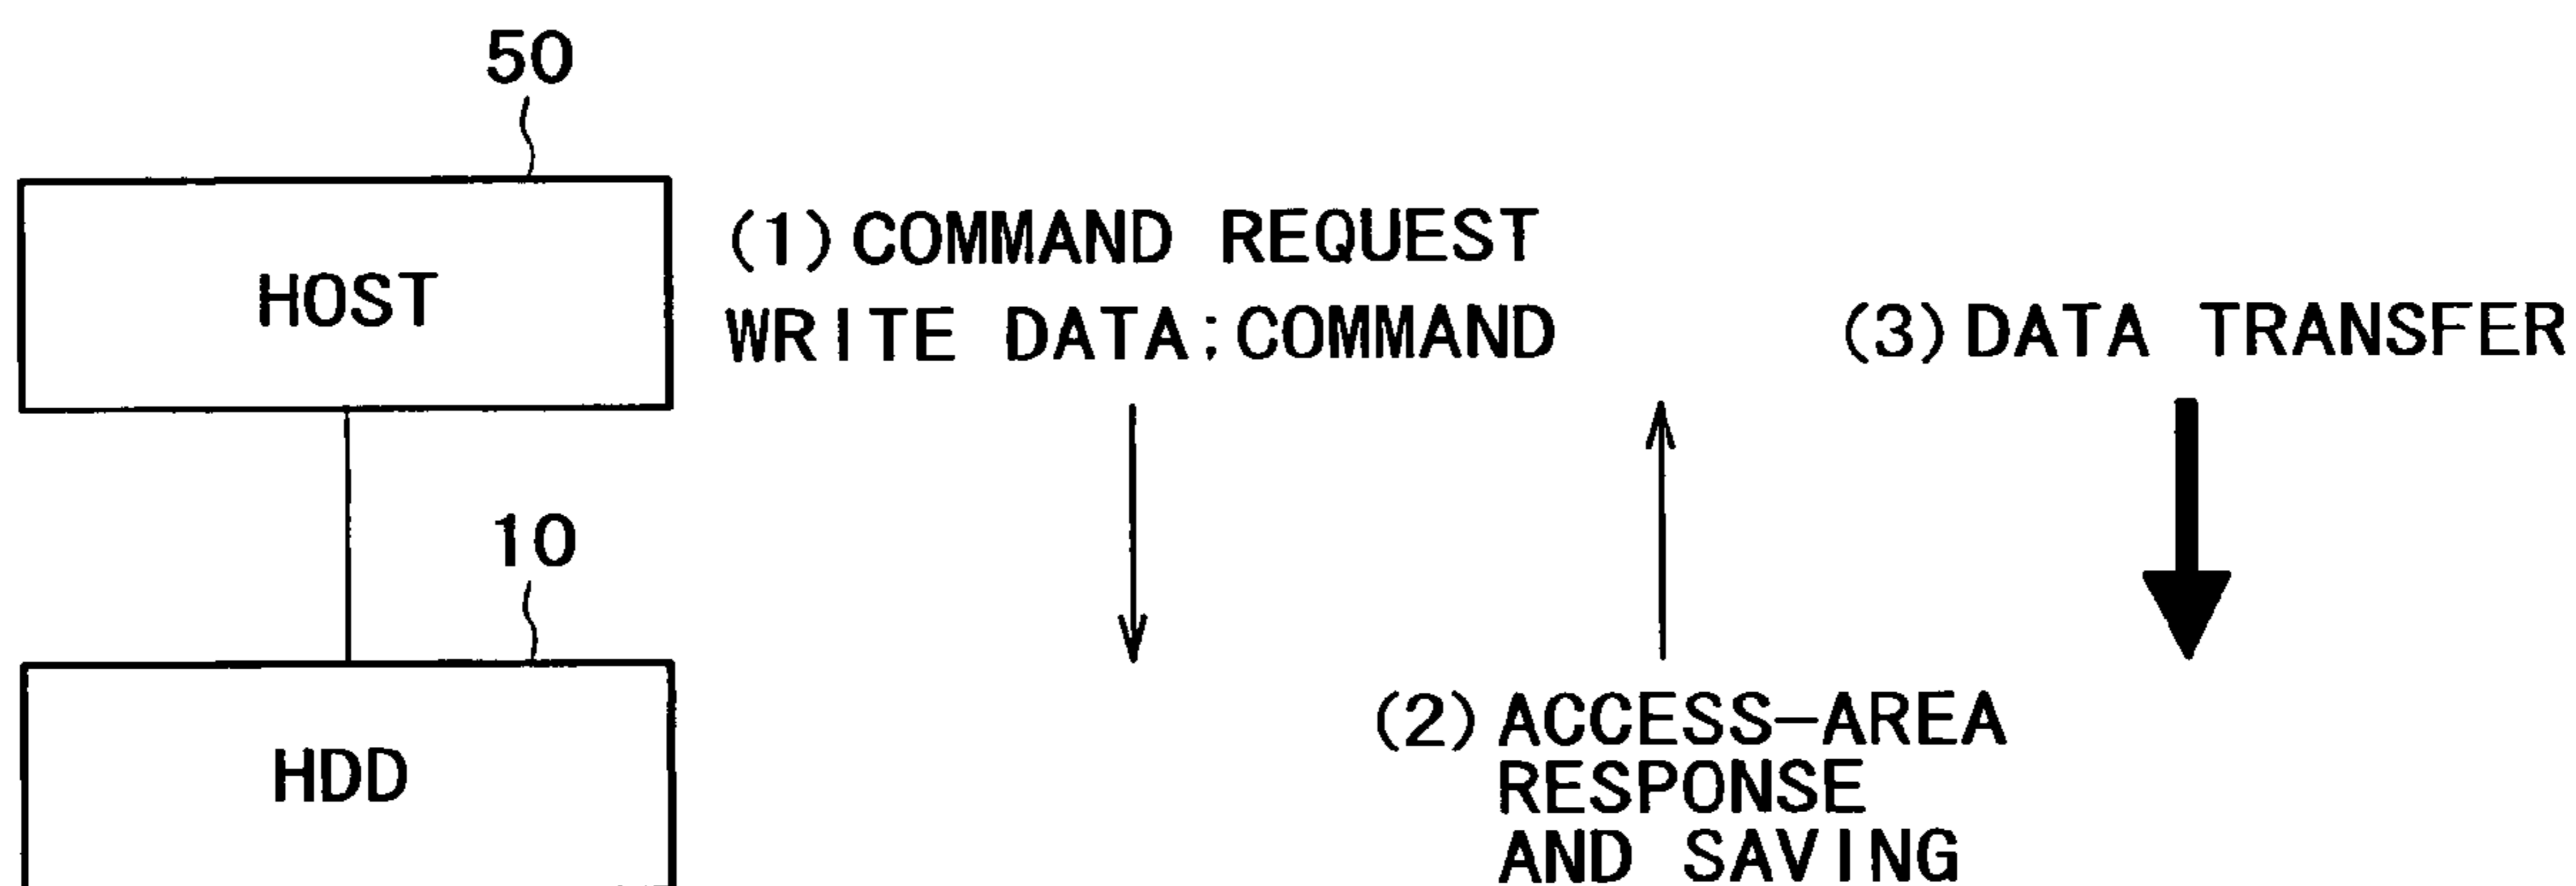 50
HOST
(1) COMMAND REQUEST
WRITE DATA:COMMAND
(3) DATA TRANSFER
10
HDD
(2) ACCESS-AREA
RESPONSE
AND SAVING